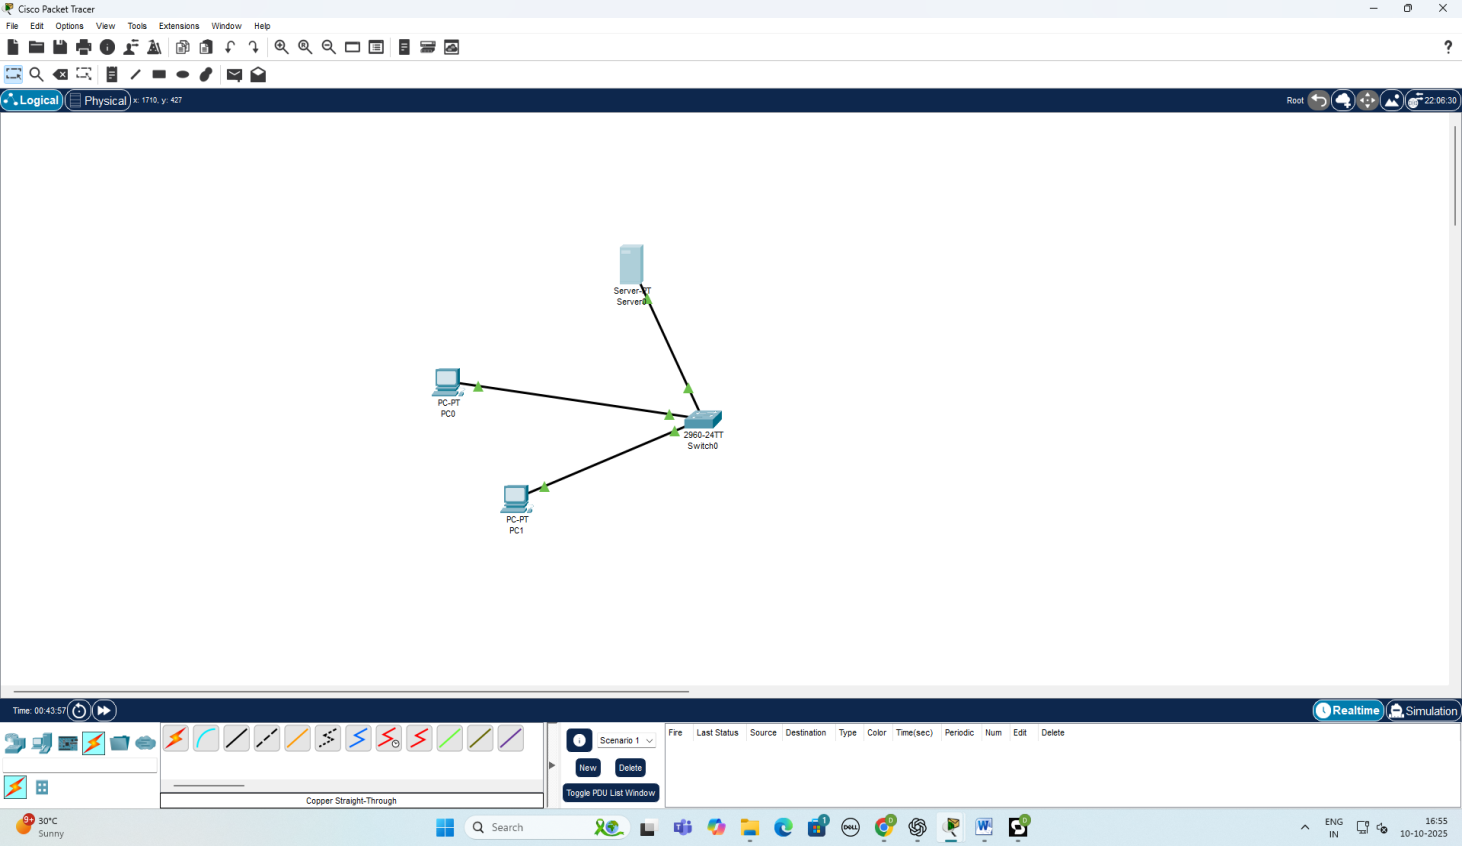 Cisco Packet Tracer
File Edit Options View Tools Extensions Window Help
Logical Physical x: 1710, y: 427 Root 22:06:30
Server-PT
Server0
PC-PT
PC0
2960-24TT
Switch0
PC-PT
PC1
Time: 00:43:57 Realtime Simulation
Scenario 1 Fire Last Status Source Destination Type Color Time(sec) Periodic Num Edit Delete
New Delete
Toggle PDU List Window
Copper Straight-Through
9+ 30°C
Sunny
Search
DELL
ENG
IN
16:55
10-10-2025